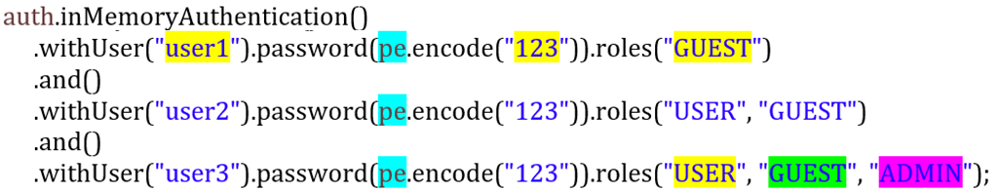 auth.inMemoryAuthentication()
.withUser("user1").password(pe.encode("123")).roles("GUEST")
.and()
.withUser("user2").password(pe.encode("123")).roles("USER", "GUEST")
.and()
.withUser("user3").password(pe.encode("123")).roles("USER", "GUEST", "ADMIN");